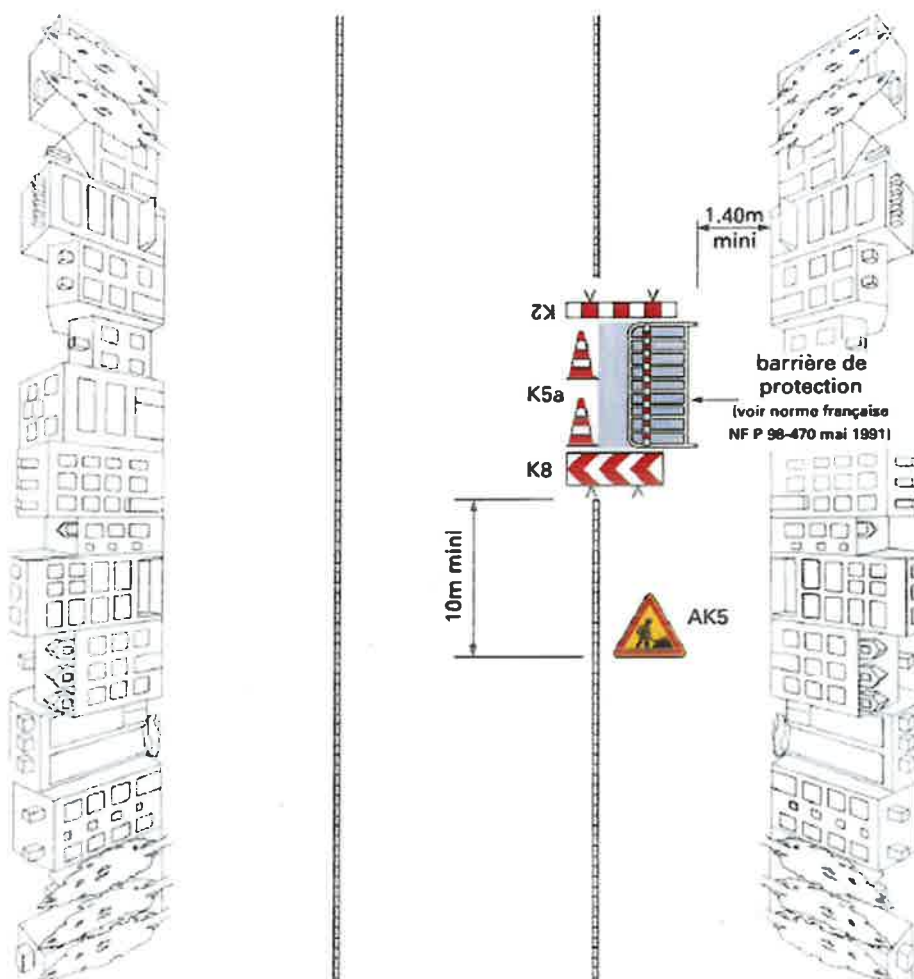 1.40m
mini
K2
K5a
K8
barrière de
protection
(voir norme française
NF P 98-470 mai 1991)
10m mini
AK5